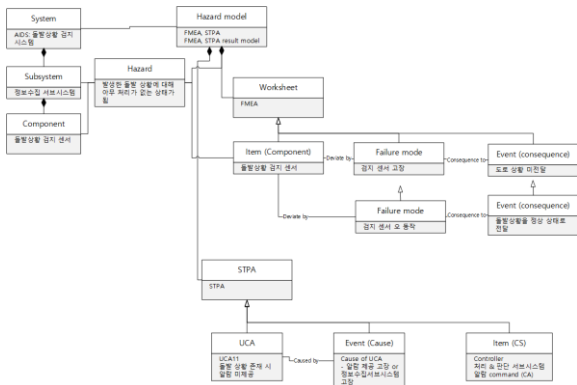 System
AIDS: 돌발상황 검지
시스템
Hazard model
FMEA, STPA
FMEA, STPA result model
Subsystem
정보수집 서브시스템
Hazard
발생한 돌발 상황에 대해
아무 처리가 없는 상태가
됨
Component
돌발상황 검지 센서
Worksheet
FMEA
Item (Component)
돌발상황 검지 센서
Deviate by
Failure mode
검지 센서 고장
Consequence to
Event (consequence)
도로 상황 미전달
Deviate by
Failure mode
검지 센서 오 동작
Consequence to
Event (consequence)
돌발상황을 정상 상태로
전달
STPA
STPA
UCA
UCA11
돌발 상황 존재 시
알람 미제공
Caused by
Event (Cause)
Cause of UCA
- 알람 제공 고장 or
정보수집서브시스템
고장
Item (CS)
Controller
처리 & 판단 서브시스템
알람 command (CA)